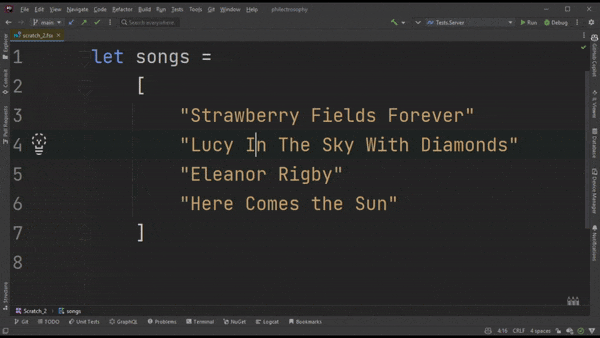 File Edit View Navigate Code Refactor Build Run Tests Tools Git Window Help philectrosophy
main Search everywhere Tests.Server Run Debug
scratch_2.fsx
1 let songs =
2 [
3 "Strawberry Fields Forever"
4 "Lucy In The Sky With Diamonds"
5 "Eleanor Rigby"
6 "Here Comes the Sun"
7 ]
8
Explorer
Commit
Pull Requests
Structure
GitHub Copilot
IL Viewer
Database
Device Manager
Notifications
Scratch_2 songs
Git TODO Unit Tests GraphQL Problems Terminal NuGet Logcat Bookmarks
4:16 CRLF 4 spaces